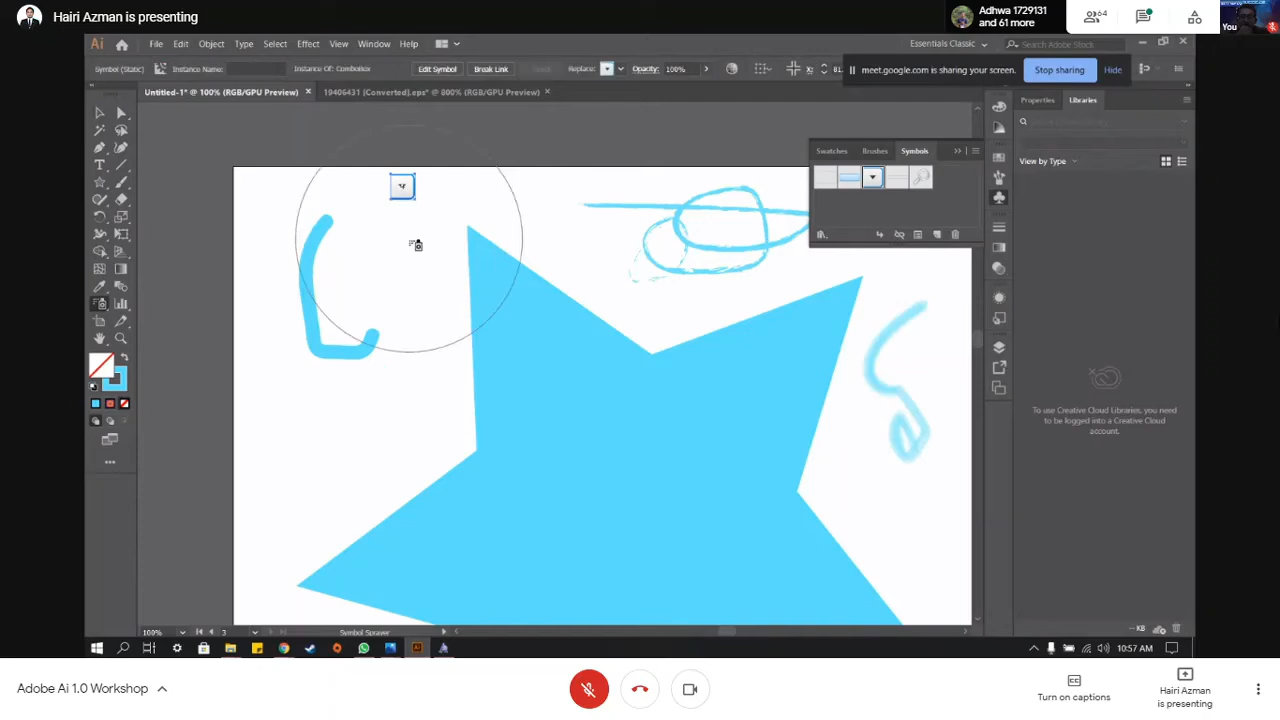 Hairi Azman is presenting
Adhwa 1729131
and 61 more
64
You
Ai
File Edit Object Type Select Effect View Window Help
Essentials Classic
Search Adobe Stock
Symbol (Static) Instance Name: Instance Of: ComboBox Edit Symbol Break Link Replace: Opacity: 100% X:
meet.google.com is sharing your screen. Stop sharing Hide
Untitled-1* @ 100% (RGB/GPU Preview) × 19406431 [Converted].eps* @ 800% (RGB/GPU Preview) ×
Properties Libraries
Swatches Brushes Symbols
View by Type
To use Creative Cloud Libraries, you
need to be logged into a Creative Cloud
account.
-- KB
100% 3 Symbol Sprayer
10:57 AM
Adobe Ai 1.0 Workshop
Turn on captions
Hairi Azman
is presenting